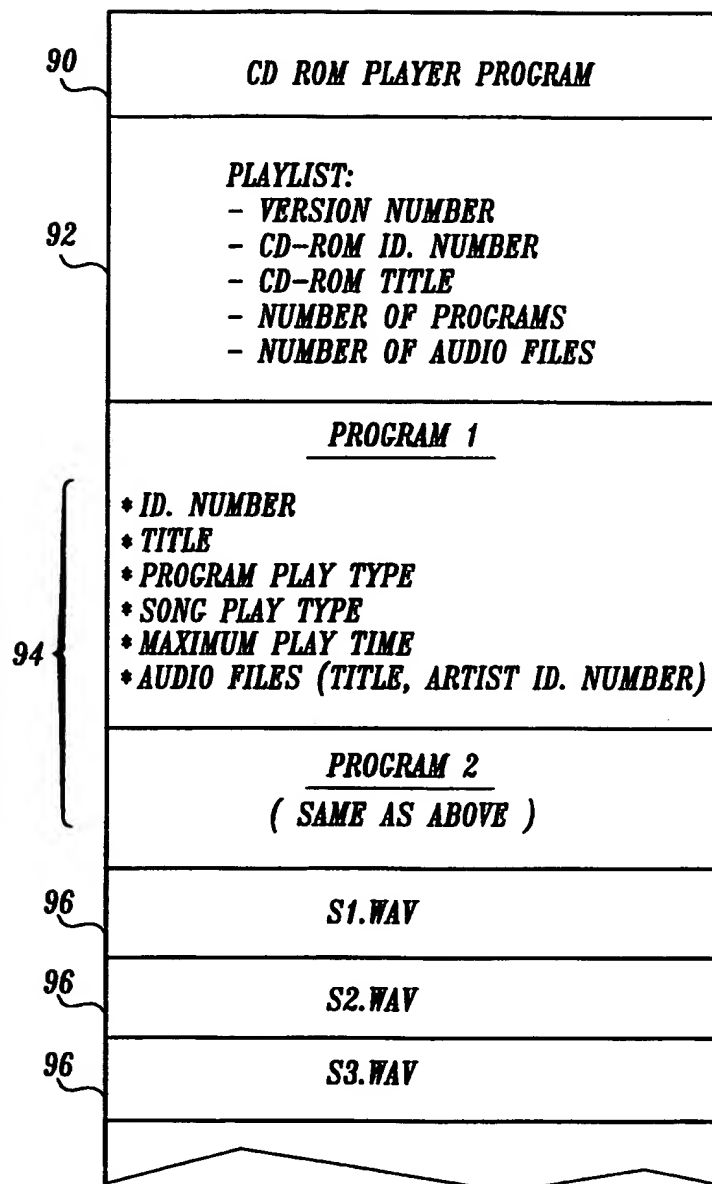 90
CD ROM PLAYER PROGRAM
92
PLAYLIST:
- VERSION NUMBER
- CD-ROM ID. NUMBER
- CD-ROM TITLE
- NUMBER OF PROGRAMS
- NUMBER OF AUDIO FILES
PROGRAM 1
94
* ID. NUMBER
* TITLE
* PROGRAM PLAY TYPE
* SONG PLAY TYPE
* MAXIMUM PLAY TIME
* AUDIO FILES (TITLE, ARTIST ID. NUMBER)
PROGRAM 2
( SAME AS ABOVE )
96
S1.WAV
96
S2.WAV
96
S3.WAV